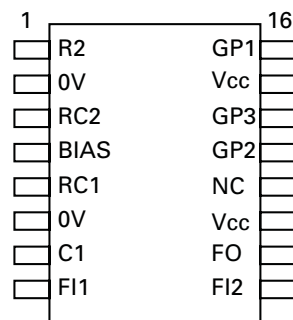 1 16
R2 GP1
0V Vcc
RC2 GP3
BIAS GP2
RC1 NC
0V Vcc
C1 FO
FI1 FI2